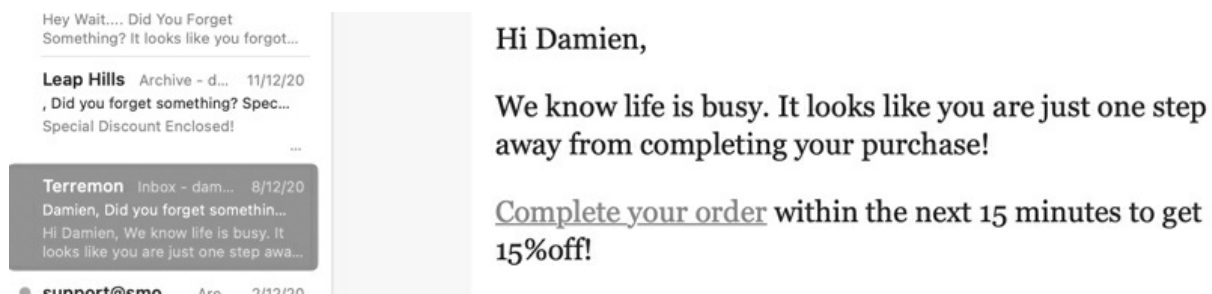 Hey Wait.... Did You Forget
Something? It looks like you forgot...
Leap Hills Archive - d... 11/12/20
, Did you forget something? Spec...
Special Discount Enclosed!
...
Terremon Inbox - dam... 8/12/20
Damien, Did you forget somethin...
Hi Damien, We know life is busy. It
looks like you are just one step awa...
Hi Damien,
We know life is busy. It looks like you are just one step
away from completing your purchase!
Complete your order within the next 15 minutes to get
15%off!